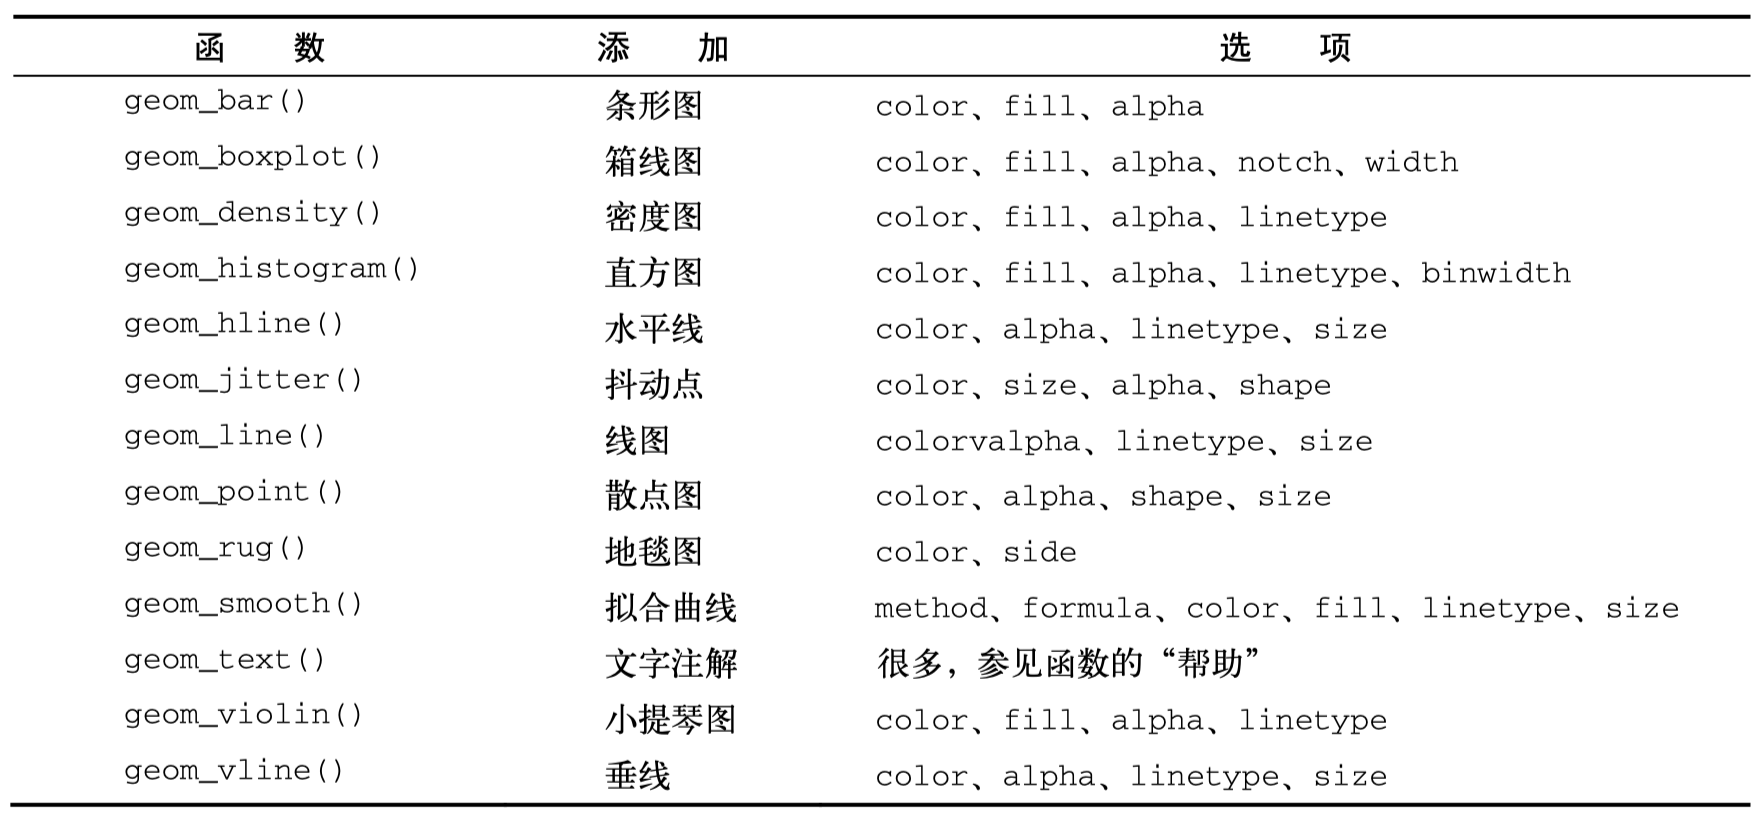 函 数 添 加 选 项
geom_bar() 条形图 color、fill、alpha
geom_boxplot() 箱线图 color、fill、alpha、notch、width
geom_density() 密度图 color、fill、alpha、linetype
geom_histogram() 直方图 color、fill、alpha、linetype、binwidth
geom_hline() 水平线 color、alpha、linetype、size
geom_jitter() 抖动点 color、size、alpha、shape
geom_line() 线图 colorvalpha、linetype、size
geom_point() 散点图 color、alpha、shape、size
geom_rug() 地毯图 color、side
geom_smooth() 拟合曲线 method、formula、color、fill、linetype、size
geom_text() 文字注解 很多，参见函数的“帮助”
geom_violin() 小提琴图 color、fill、alpha、linetype
geom_vline() 垂线 color、alpha、linetype、size